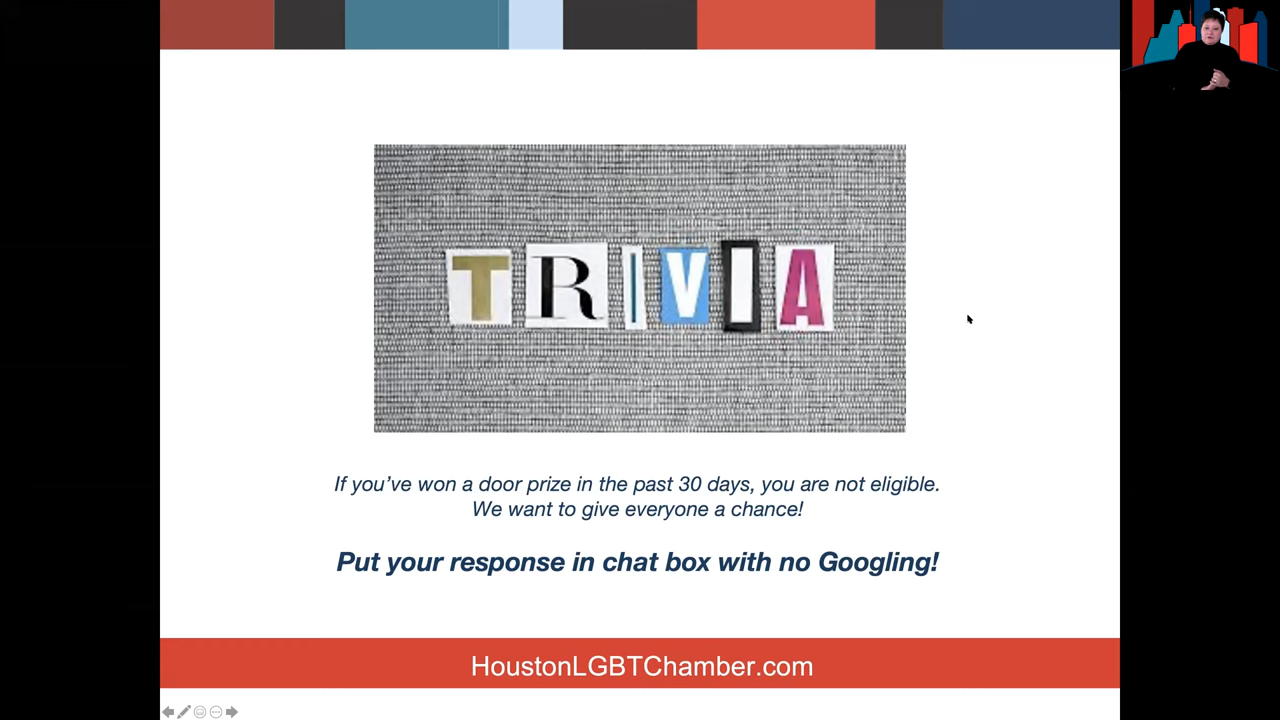 TRIVIA
If you've won a door prize in the past 30 days, you are not eligible.
We want to give everyone a chance!
Put your response in chat box with no Googling!
HoustonLGBTChamber.com